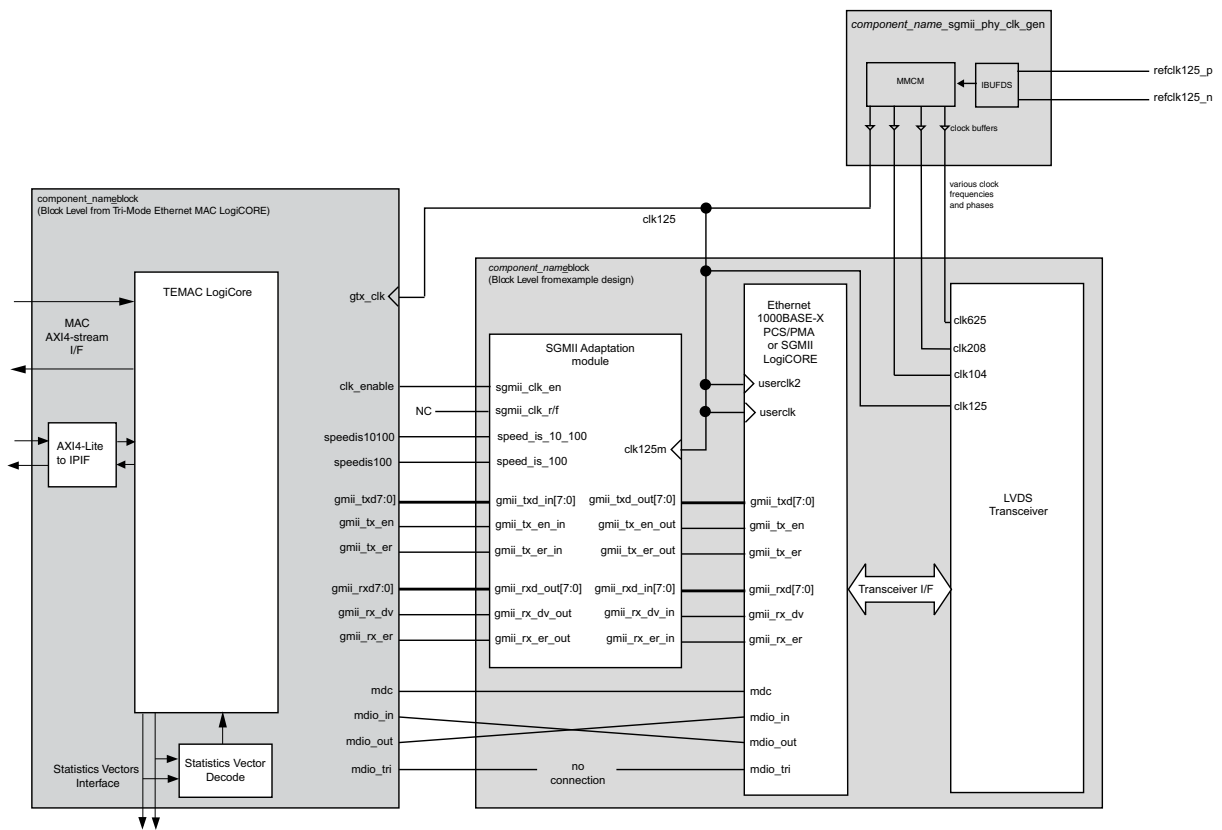 component_name_sgmii_phy_clk_gen
MMCM
IBUFDS
refclk125_p
refclk125_n
clock buffers
various clock
frequencies
and phases
clk125
component_nameblock
(Block Level from Tri-Mode Ethernet MAC LogiCORE)
TEMAC LogiCore
MAC
AXI4-stream
I/F
AXI4-Lite
to IPIF
Statistics Vectors
Interface
Statistics Vector
Decode
gtx_clk
clk_enable
NC
speedis10100
speedis100
gmii_txd7:0]
gmii_tx_en
gmii_tx_er
gmii_rxd7:0]
gmii_rx_dv
gmii_rx_er
mdc
mdio_in
mdio_out
mdio_tri
no
connection
component_nameblock
(Block Level fromexample design)
SGMII Adaptation
module
sgmii_clk_en
sgmii_clk_r/f
speed_is_10_100
clk125m
speed_is_100
gmii_txd_in[7:0] gmii_txd_out[7:0]
gmii_tx_en_in gmii_tx_en_out
gmii_tx_er_in gmii_tx_er_out
gmii_rxd_out[7:0] gmii_rxd_in[7:0]
gmii_rx_dv_out gmii_rx_dv_in
gmii_rx_er_out gmii_rx_er_in
Ethernet
1000BASE-X
PCS/PMA
or SGMII
LogiCORE
userclk2
userclk
gmii_txd[7:0]
gmii_tx_en
gmii_tx_er
gmii_rxd[7:0]
gmii_rx_dv
gmii_rx_er
mdc
mdio_in
mdio_out
mdio_tri
Transceiver I/F
clk625
clk208
clk104
clk125
LVDS
Transceiver